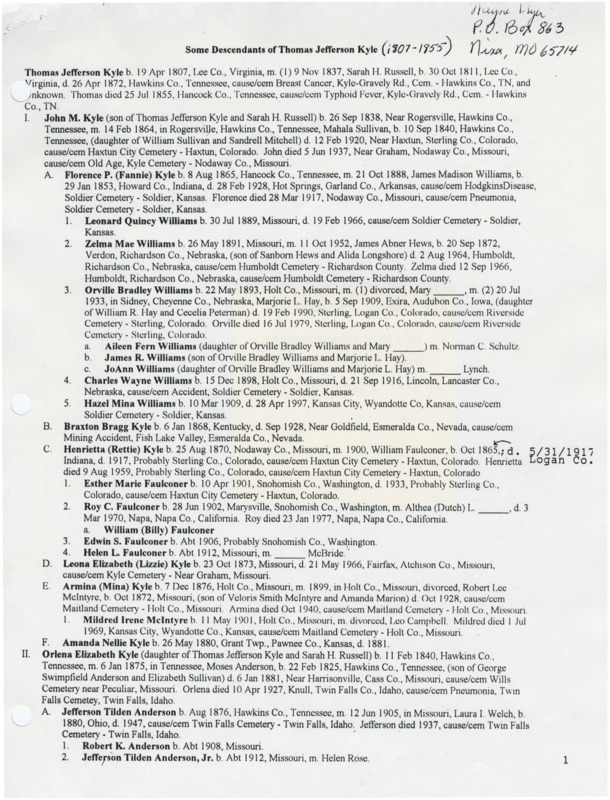 Wayne
P.O. Box 863
Some Descendants of Thomas Jefferson Kyle (1807-1855) Nixa, MO 65714
Thomas Jefferson Kyle b. 19 Apr 1807, Lee Co., Virginia, m. (1) 9 Nov 1837, Sarah H. Russell, b. 30 Oct 1811, Lee Co.,
Virginia, d. 26 Apr 1872, Hawkins Co., Tennessee, cause/cem Breast Cancer, Kyle-Gravely Rd., Cem. - Hawkins Co., TN, and
unknown. Thomas died 25 Jul 1855, Hancock Co., Tennessee, cause/cem Typhoid Fever, Kyle-Gravely Rd., Cem. - Hawkins
Co., TN.
I. John M. Kyle (son of Thomas Jefferson Kyle and Sarah H. Russell) b. 26 Sep 1838, Near Rogersville, Hawkins Co.,
Tennessee, m. 14 Feb 1864, in Rogersville, Hawkins Co., Tennessee, Mahala Sullivan, b. 10 Sep 1840, Hawkins Co.,
Tennessee, (daughter of William Sullivan and Sandrell Mitchell) d. 12 Feb 1920, Near Haxtun, Sterling Co., Colorado,
cause/cem Haxtun City Cemetery - Haxtun, Colorado. John died 5 Jun 1937, Near Graham, Nodaway Co., Missouri,
cause/cem Old Age, Kyle Cemetery - Nodaway Co., Missouri.
A. Florence P. (Fannie) Kyle b. 8 Aug 1865, Hancock Co., Tennessee, m. 21 Oct 1888, James Madison Williams, b.
29 Jan 1853, Howard Co., Indiana, d. 28 Feb 1928, Hot Springs, Garland Co., Arkansas, cause/cem HodgkinsDisease,
Soldier Cemetery - Soldier, Kansas. Florence died 28 Mar 1917, Nodaway Co., Missouri, cause/cem Pneumonia,
Soldier Cemetery - Soldier, Kansas.
1. Leonard Quincy Williams b. 30 Jul 1889, Missouri, d. 19 Feb 1966, cause/cem Soldier Cemetery - Soldier,
Kansas.
2. Zelma Mae Williams b. 26 May 1891, Missouri, m. 11 Oct 1952, James Abner Hews, b. 20 Sep 1872,
Verdon, Richardson Co., Nebraska, (son of Sanborn Hews and Alida Longshore) d. 2 Aug 1964, Humboldt,
Richardson Co., Nebraska, cause/cem Humboldt Cemetery - Richardson County. Zelma died 12 Sep 1966,
Humboldt, Richardson Co., Nebraska, cause/cem Humboldt Cemetery - Richardson County.
3. Orville Bradley Williams b. 22 May 1893, Holt Co., Missouri, m. (1) divorced, Mary ______, m. (2) 20 Jul
1933, in Sidney, Cheyenne Co., Nebraska, Marjorie L. Hay, b. 5 Sep 1909, Exira, Audubon Co., Iowa, (daughter
of William R. Hay and Cecelia Peterman) d. 19 Feb 1990, Sterling, Logan Co., Colorado, cause/cem Riverside
Cemetery - Sterling, Colorado. Orville died 16 Jul 1979, Sterling, Logan Co., Colorado, cause/cem Riverside
Cemetery - Sterling, Colorado.
a. Aileen Fern Williams (daughter of Orville Bradley Williams and Mary ______) m. Norman C. Schultz.
b. James R. Williams (son of Orville Bradley Williams and Marjorie L. Hay).
c. JoAnn Williams (daughter of Orville Bradley Williams and Marjorie L. Hay) m. ______ Lynch.
4. Charles Wayne Williams b. 15 Dec 1898, Holt Co., Missouri, d. 21 Sep 1916, Lincoln, Lancaster Co.,
Nebraska, cause/cem Accident, Soldier Cemetery - Soldier, Kansas.
5. Hazel Mina Williams b. 10 Mar 1909, d. 28 Apr 1997, Kansas City, Wyandotte Co, Kansas, cause/cem
Soldier Cemetery - Soldier, Kansas.
B. Braxton Bragg Kyle b. 6 Jan 1868, Kentucky, d. Sep 1928, Near Goldfield, Esmeralda Co., Nevada, cause/cem
Mining Accident, Fish Lake Valley, Esmeralda Co., Nevada.
C. Henrietta (Rettie) Kyle b. 25 Aug 1870, Nodaway Co., Missouri, m. 1900, William Faulconer, b. Oct 1865, d. 5/31/1917
Indiana, d. 1917, Probably Sterling Co., Colorado, cause/cem Haxtun City Cemetery - Haxtun, Colorado. Henrietta Logan Co.
died 9 Aug 1959, Probably Sterling Co., Colorado, cause/cem Haxtun City Cemetery - Haxtun, Colorado
1. Esther Marie Faulconer b. 10 Apr 1901, Snohomish Co., Washington, d. 1933, Probably Sterling Co.,
Colorado, cause/cem Haxtun City Cemetery - Haxtun, Colorado.
2. Roy C. Faulconer b. 28 Jun 1902, Marysville, Snohomish Co., Washington, m. Althea (Dutch) L. ______, d. 3
Mar 1970, Napa, Napa Co., California. Roy died 23 Jan 1977, Napa, Napa Co., California.
a. William (Billy) Faulconer
3. Edwin S. Faulconer b. Abt 1906, Probably Snohomish Co., Washington.
4. Helen L. Faulconer b. Abt 1912, Missouri, m. ______ McBride.
D. Leona Elizabeth (Lizzie) Kyle b. 23 Oct 1873, Missouri, d. 21 May 1966, Fairfax, Atchison Co., Missouri,
cause/cem Kyle Cemetery - Near Graham, Missouri.
E. Armina (Mina) Kyle b. 7 Dec 1876, Holt Co., Missouri, m. 1899, in Holt Co., Missouri, divorced, Robert Lee
McIntyre, b. Oct 1872, Missouri, (son of Veloris Smith McIntyre and Amanda Marion) d. Oct 1928, cause/cem
Maitland Cemetery - Holt Co., Missouri. Armina died Oct 1940, cause/cem Maitland Cemetery - Holt Co., Missouri.
1. Mildred Irene McIntyre b. 11 May 1901, Holt Co., Missouri, m. divorced, Leo Campbell. Mildred died 1 Jul
1969, Kansas City, Wyandotte Co., Kansas, cause/cem Maitland Cemetery - Holt Co., Missouri.
F. Amanda Nellie Kyle b. 26 May 1880, Grant Twp., Pawnee Co., Kansas, d. 1881.
II. Orlena Elizabeth Kyle (daughter of Thomas Jefferson Kyle and Sarah H. Russell) b. 11 Feb 1840, Hawkins Co.,
Tennessee, m. 6 Jan 1875, in Tennessee, Moses Anderson, b. 22 Feb 1825, Hawkins Co., Tennessee, (son of George
Swimpfield Anderson and Elizabeth Sullivan) d. 6 Jan 1881, Near Harrisonville, Cass Co., Missouri, cause/cem Wills
Cemetery near Peculiar, Missouri. Orlena died 10 Apr 1927, Knull, Twin Falls Co., Idaho, cause/cem Pneumonia, Twin
Falls Cemetey, Twin Falls, Idaho.
A. Jefferson Tilden Anderson b. Aug 1876, Hawkins Co., Tennessee, m. 12 Jun 1905, in Missouri, Laura I. Welch, b.
1880, Ohio, d. 1947, cause/cem Twin Falls Cemetery - Twin Falls, Idaho. Jefferson died 1937, cause/cem Twin Falls
Cemetery - Twin Falls, Idaho.
1. Robert K. Anderson b. Abt 1908, Missouri.
2. Jefferson Tilden Anderson, Jr. b. Abt 1912, Missouri, m. Helen Rose.
1